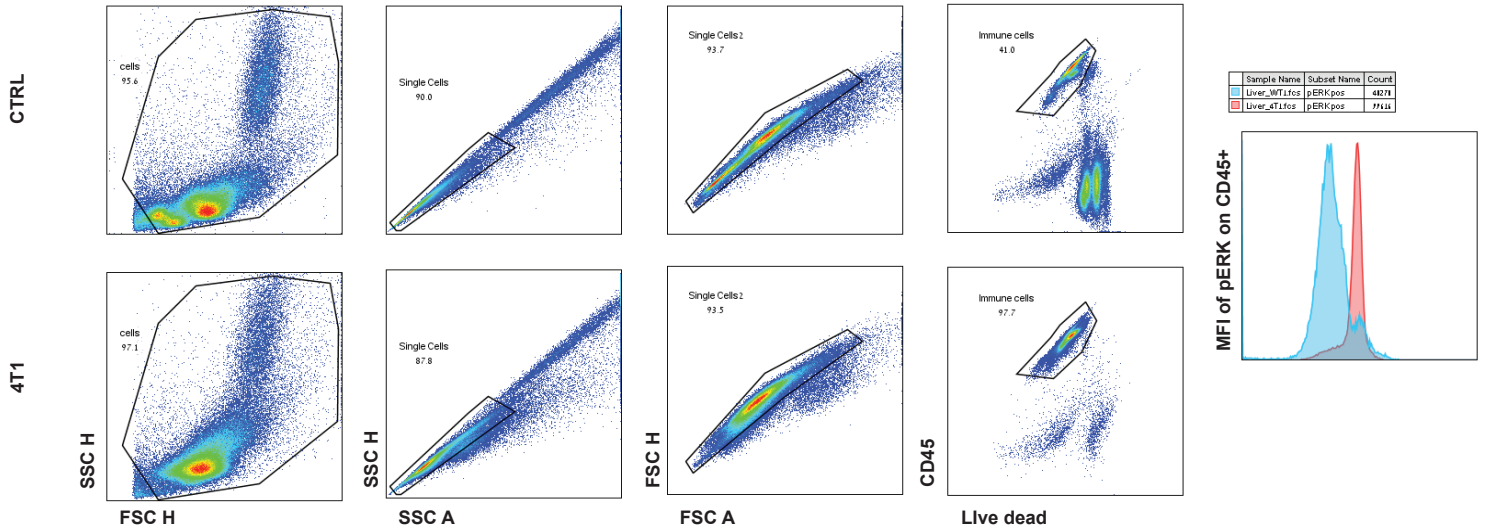 CTRL
cells
95.6
Single Cells
90.0
Single Cells2
93.7
Immune cells
41.0
Sample Name Subset Name Count
Liver_WT1.fcs pERKpos
Liver_4T1.fcs pERKpos
MFI of pERK on CD45+
4T1
cells
97.1
Single Cells
87.8
Single Cells2
93.5
Immune cells
97.7
SSC H
SSC H
FSC H
CD45
FSC H
SSC A
FSC A
LIve dead